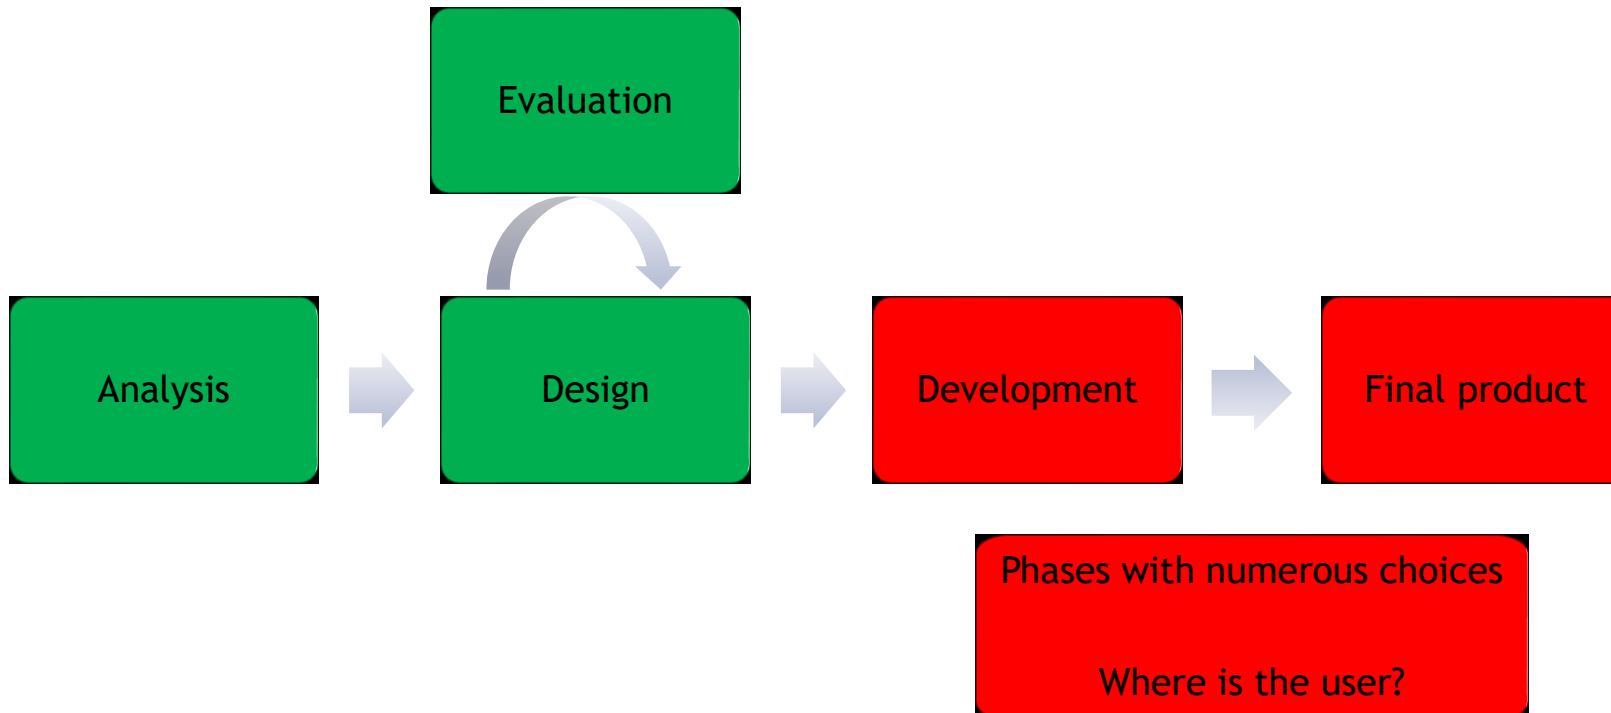 Evaluation
Analysis
Design
Development
Final product
Phases with numerous choices
Where is the user?